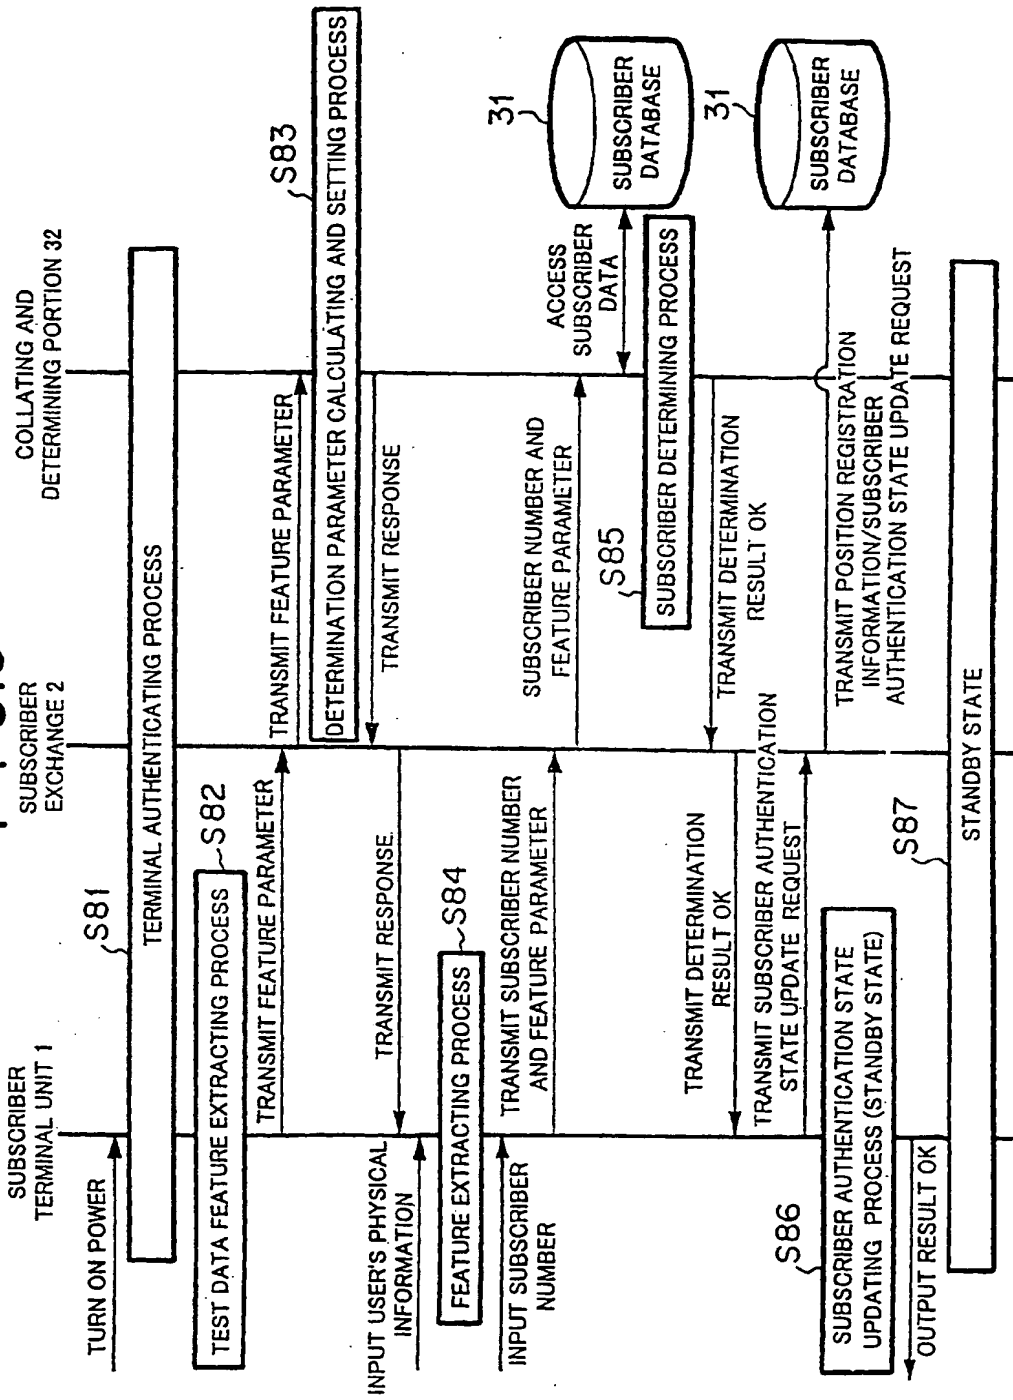 SUBSCRIBER
TERMINAL UNIT 1
SUBSCRIBER
EXCHANGE 2
COLLATING AND
DETERMINING PORTION 32
TURN ON POWER
S81
TERMINAL AUTHENTICATING PROCESS
TEST DATA FEATURE EXTRACTING PROCESS
S82
TRANSMIT FEATURE PARAMETER
TRANSMIT FEATURE PARAMETER
S83
DETERMINATION PARAMETER CALCULATING AND SETTING PROCESS
TRANSMIT RESPONSE
TRANSMIT RESPONSE
INPUT USER'S PHYSICAL
INFORMATION
FEATURE EXTRACTING PROCESS
S84
INPUT SUBSCRIBER
NUMBER
TRANSMIT SUBSCRIBER NUMBER
AND FEATURE PARAMETER
SUBSCRIBER NUMBER AND
FEATURE PARAMETER
ACCESS
SUBSCRIBER
DATA
31
SUBSCRIBER
DATABASE
S85
SUBSCRIBER DETERMINING PROCESS
TRANSMIT DETERMINATION
RESULT OK
TRANSMIT DETERMINATION
RESULT OK
TRANSMIT SUBSCRIBER AUTHENTICATION
STATE UPDATE REQUEST
31
SUBSCRIBER
DATABASE
TRANSMIT POSITION REGISTRATION
INFORMATION/SUBSCRIBER
AUTHENTICATION STATE UPDATE REQUEST
S86
SUBSCRIBER AUTHENTICATION STATE
UPDATING PROCESS (STANDBY STATE)
OUTPUT RESULT OK
S87
STANDBY STATE